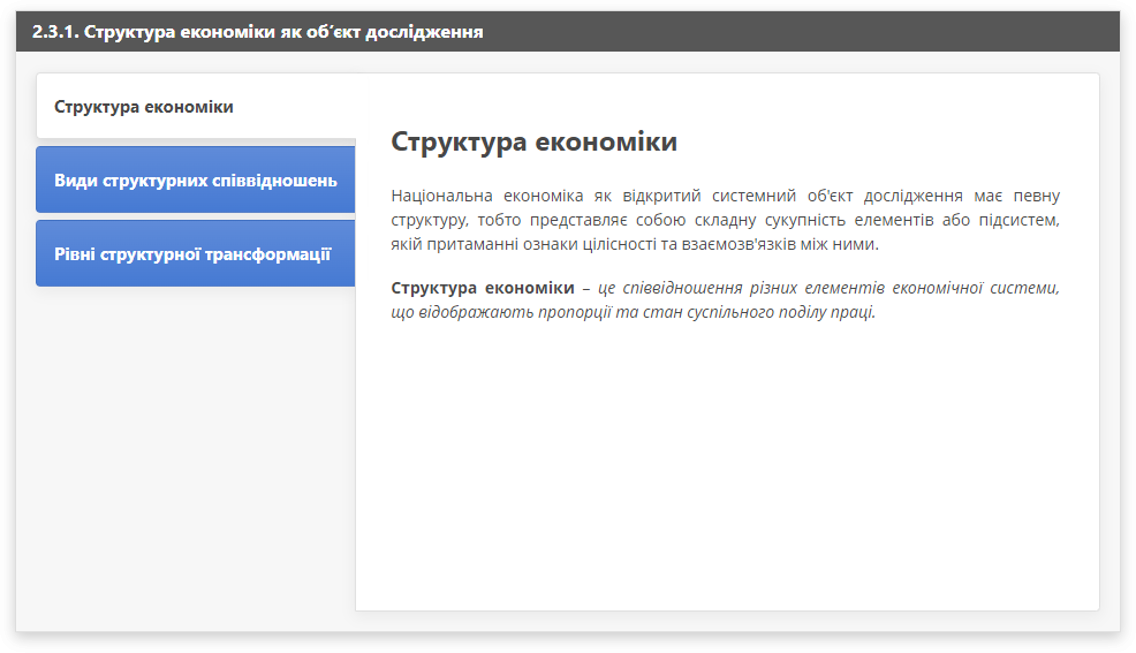 2.3.1. Структура економіки як об’єкт дослідження
Структура економіки
Види структурних співвідношень
Рівні структурної трансформації
Структура економіки
Національна економіка як відкритий системний об'єкт дослідження має певну
структуру, тобто представляє собою складну сукупність елементів або підсистем,
якій притаманні ознаки цілісності та взаємозв'язків між ними.
Структура економіки – це співвідношення різних елементів економічної системи,
що відображають пропорції та стан суспільного поділу праці.